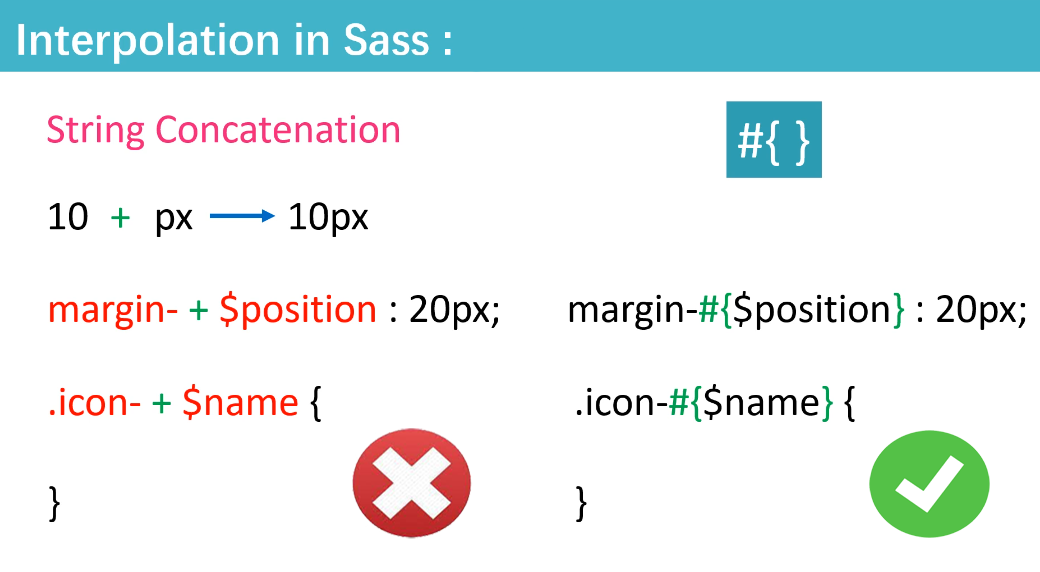 Interpolation in Sass :
String Concatenation
#{ }
10 + px → 10px
margin- + $position : 20px;
margin-#{$position} : 20px;
.icon- + $name {
}
.icon-#{$name} {
}